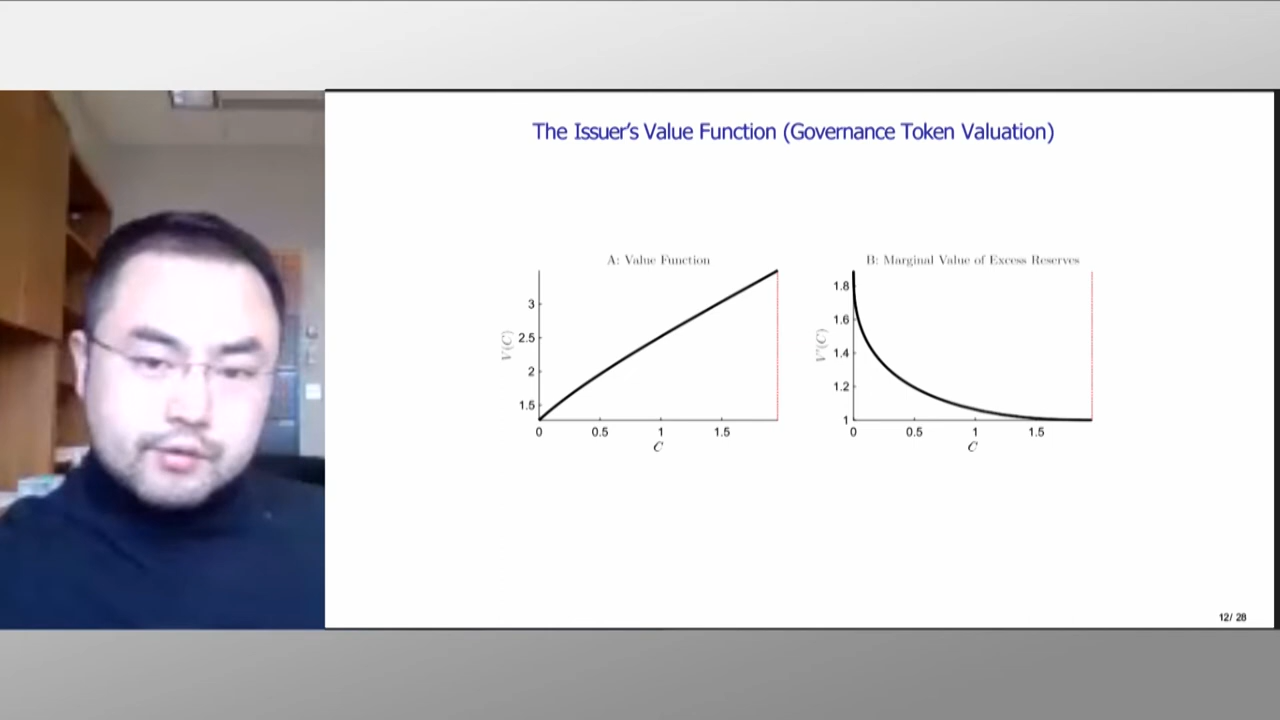 The Issuer's Value Function (Governance Token Valuation)
A: Value Function
V(C)
3
2.5
2
1.5
0
0.5
1
1.5
C
B: Marginal Value of Excess Reserves
V'(C)
1.8
1.6
1.4
1.2
1
0
0.5
1
1.5
C
12/ 28